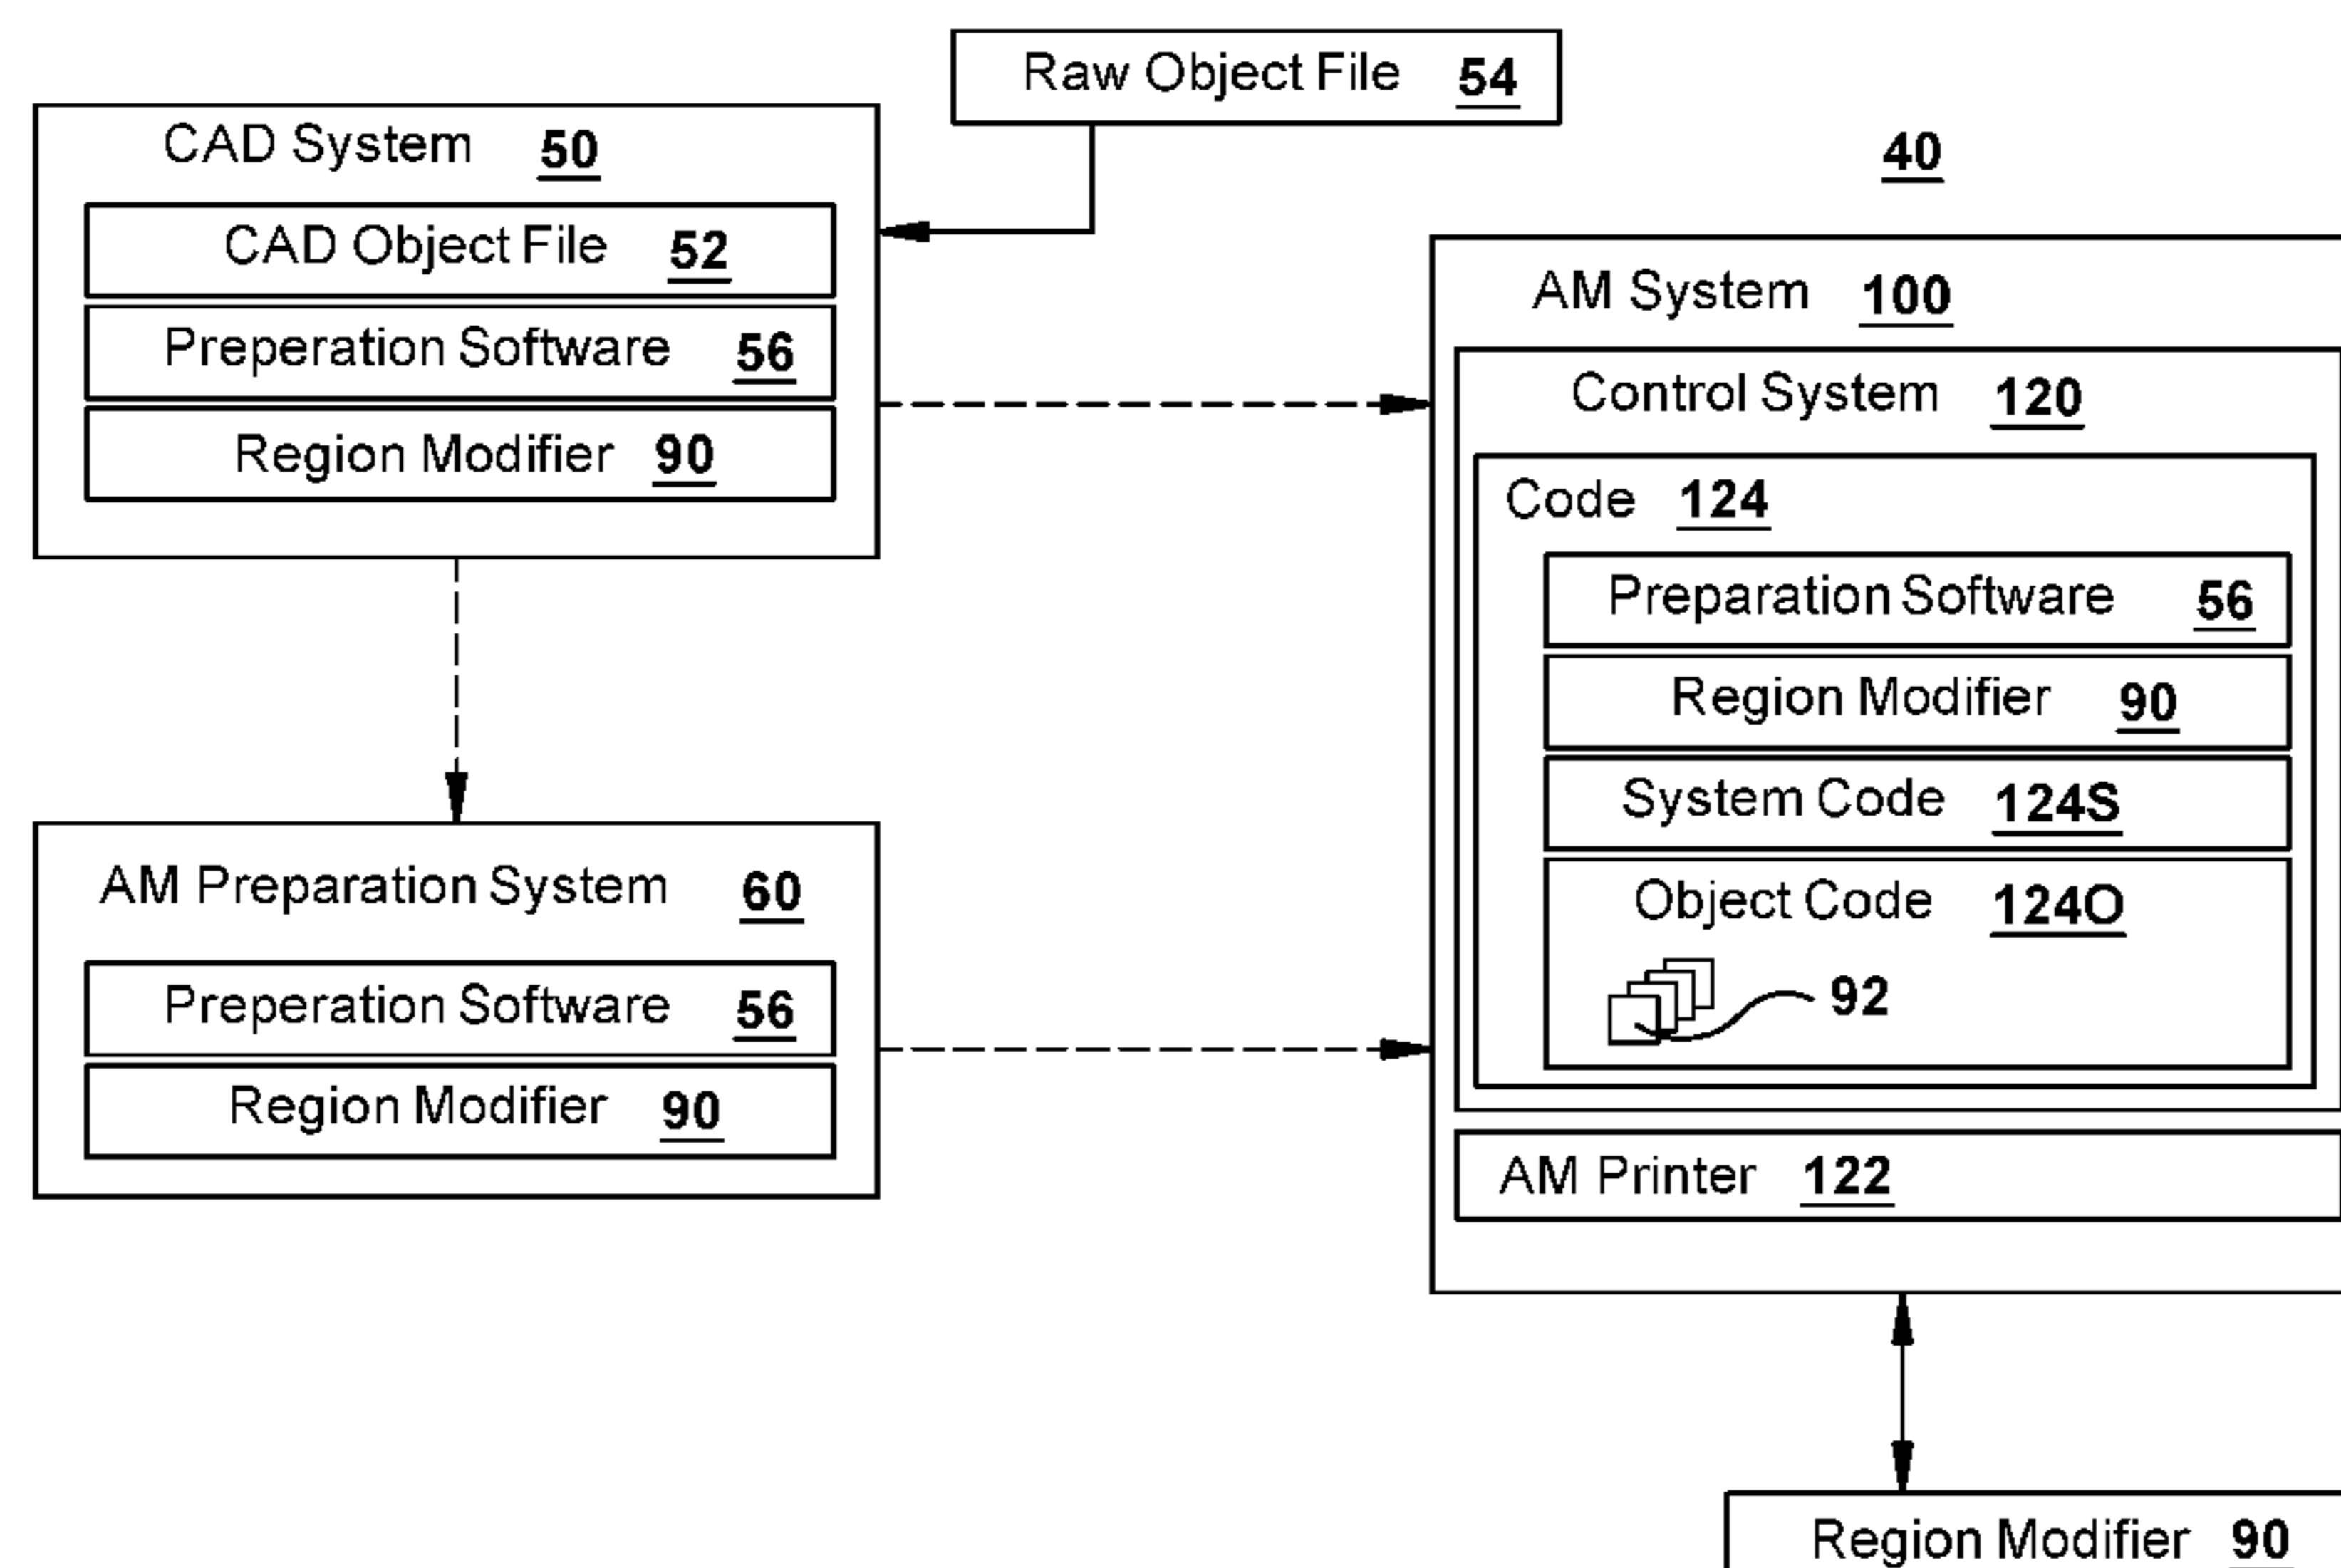 Raw Object File 54
CAD System 50
CAD Object File 52
Preperation Software 56
Region Modifier 90
40
AM System 100
Control System 120
Code 124
Preparation Software 56
Region Modifier 90
System Code 124S
Object Code 124O
92
AM Printer 122
AM Preparation System 60
Preperation Software 56
Region Modifier 90
Region Modifier 90